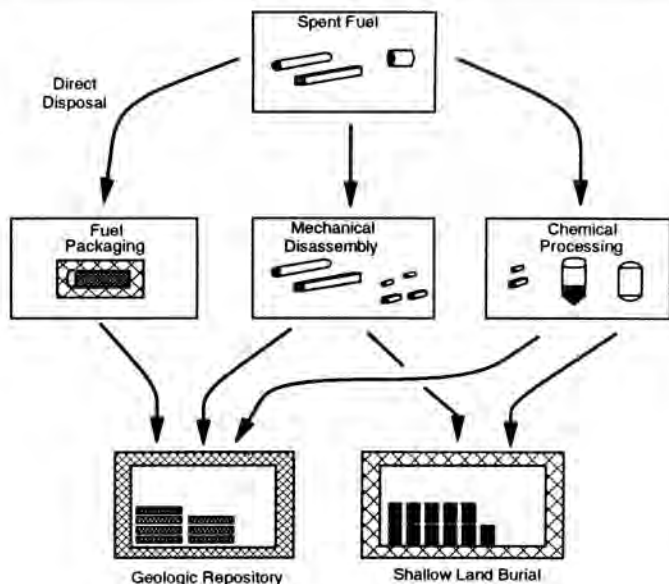 Spent Fuel
Direct
Disposal
Fuel
Packaging
Mechanical
Disassembly
Chemical
Processing
Geologic Repository
Shallow Land Burial